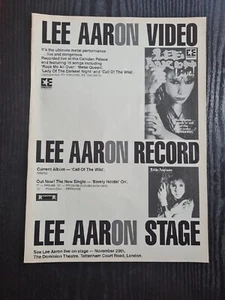 LEE AARON VIDEO
It's the ultimate metal performance
- live and dangerous.
Recorded live at the Camden Palace
and featuring 14 songs including
'Rock Me All Over', 'Metal Queen',
'Lady Of The Darkest Night' and 'Call Of The Wild'.
LEE AARON RECORD
Current Album — 'Call Of The Wild'.
Out Now! The New Single — 'Barely Holdin' On'.
LEE AARON STAGE
See Lee Aaron live on stage — November 29th,
The Dominion Theatre, Tottenham Court Road, London.